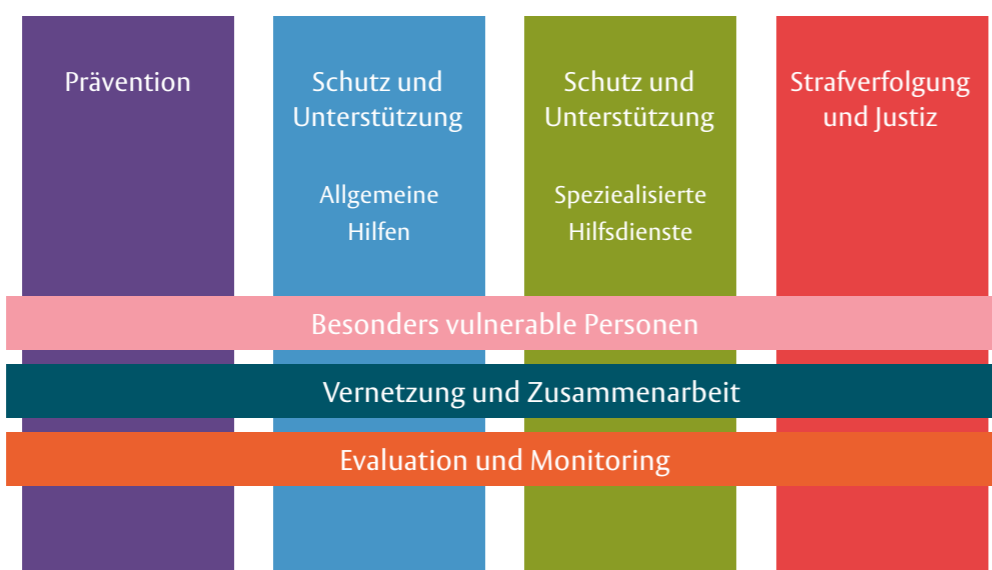 Prävention
Schutz und
Unterstützung
Allgemeine
Hilfen
Schutz und
Unterstützung
Speziealisierte
Hilfsdienste
Strafverfolgung
und Justiz
Besonders vulnerable Personen
Vernetzung und Zusammenarbeit
Evaluation und Monitoring